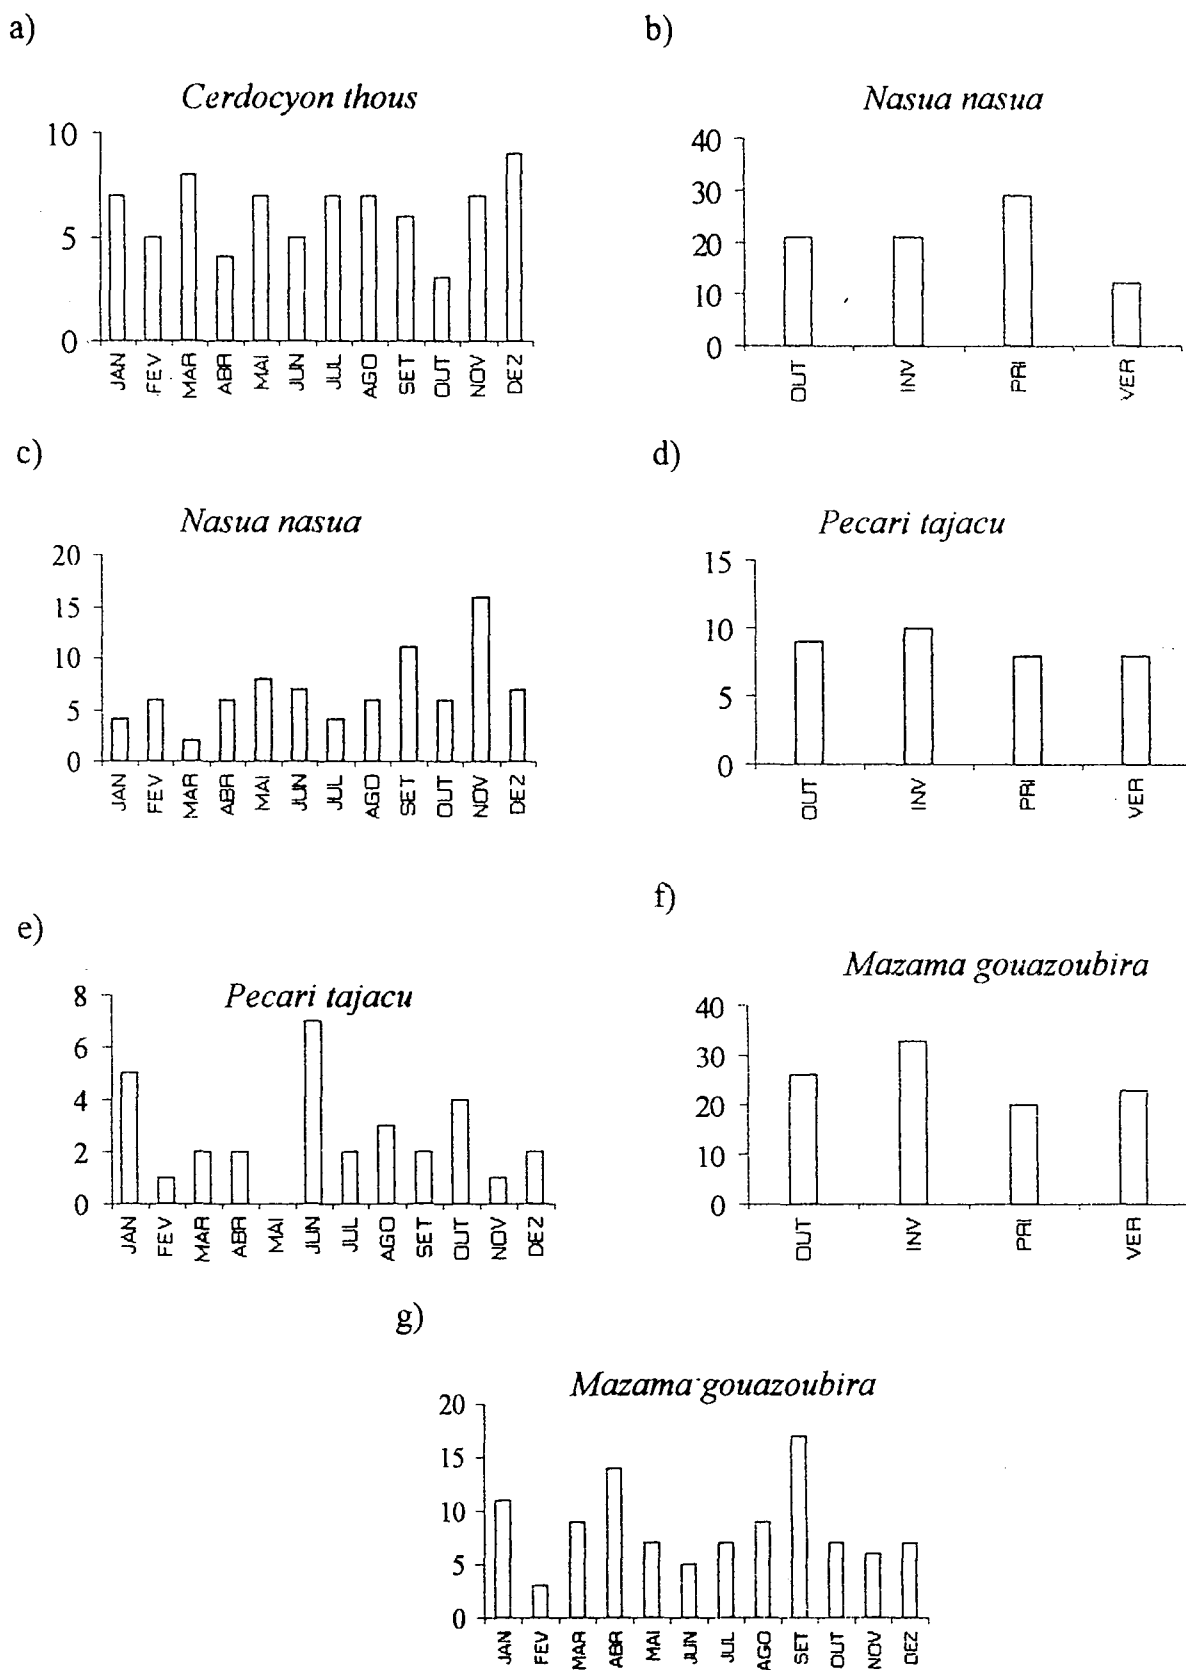 a)
Cerdocyon thous
10
5
0
JAN FEV MAR ABR MAI JUN JUL AGO SET OUT NOV DEZ
b)
Nasua nasua
40
30
20
10
0
OUT INV PRI VER
c)
Nasua nasua
20
15
10
5
0
JAN FEV MAR ABR MAI JUN JUL AGO SET OUT NOV DEZ
d)
Pecari tajacu
15
10
5
0
OUT INV PRI VER
e)
Pecari tajacu
8
6
4
2
0
JAN FEV MAR ABR MAI JUN JUL AGO SET OUT NOV DEZ
f)
Mazama gouazoubira
40
30
20
10
0
OUT INV PRI VER
g)
Mazama gouazoubira
20
15
10
5
0
JAN FEV MAR ABR MAI JUN JUL AGO SET OUT NOV DEZ